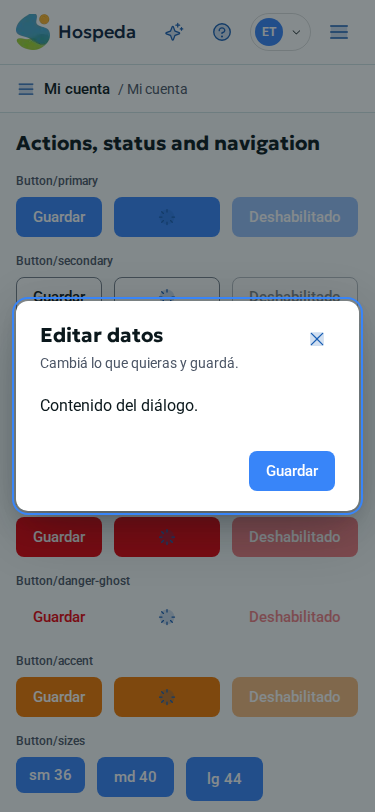 Hospeda
ET
Mi cuenta / Mi cuenta
Actions, status and navigation
Button/primary
Guardar
Deshabilitado
Button/secondary
Guardar
Deshabilitado
Editar datos
Cambiá lo que quieras y guardá.
Contenido del diálogo.
Guardar
Guardar
Deshabilitado
Button/danger-ghost
Guardar
Deshabilitado
Button/accent
Guardar
Deshabilitado
Button/sizes
sm 36
md 40
lg 44